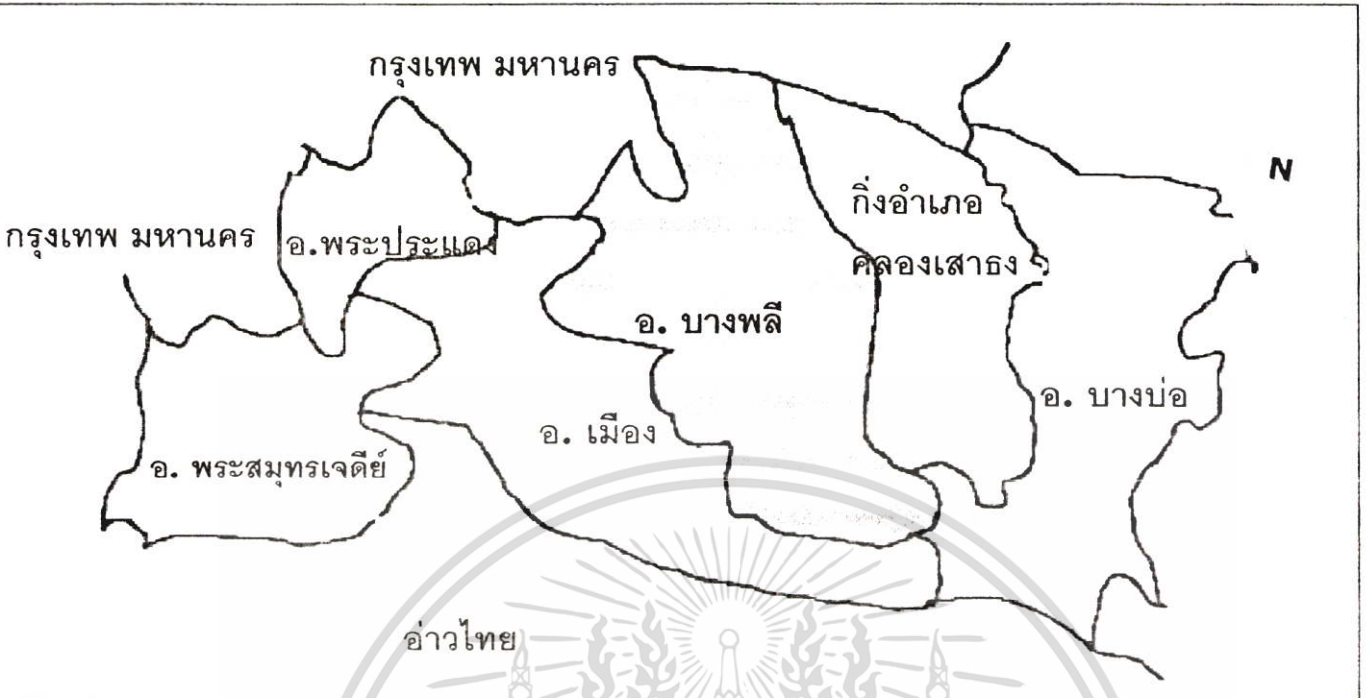 กรุงเทพ มหานคร
N
กิ่งอำเภอ
คลองเสาธง
กรุงเทพ มหานคร
อ.พระประแดง
อ. บางพลี
อ. บางบ่อ
อ. เมือง
อ. พระสมุทรเจดีย์
อ่าวไทย